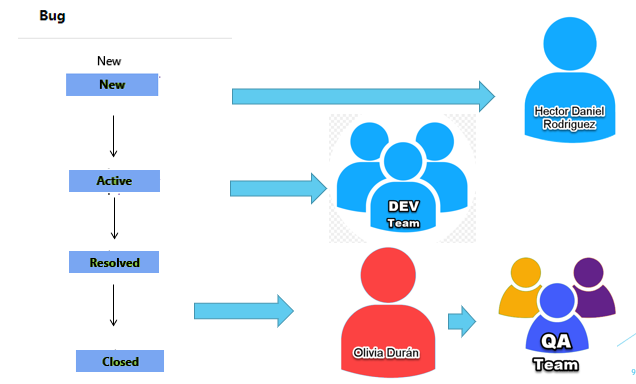 Bug
New
New
Hector Daniel
Rodriguez
Active
DEV
Team
Resolved
Olivia Durán
QA
Team
Closed
9